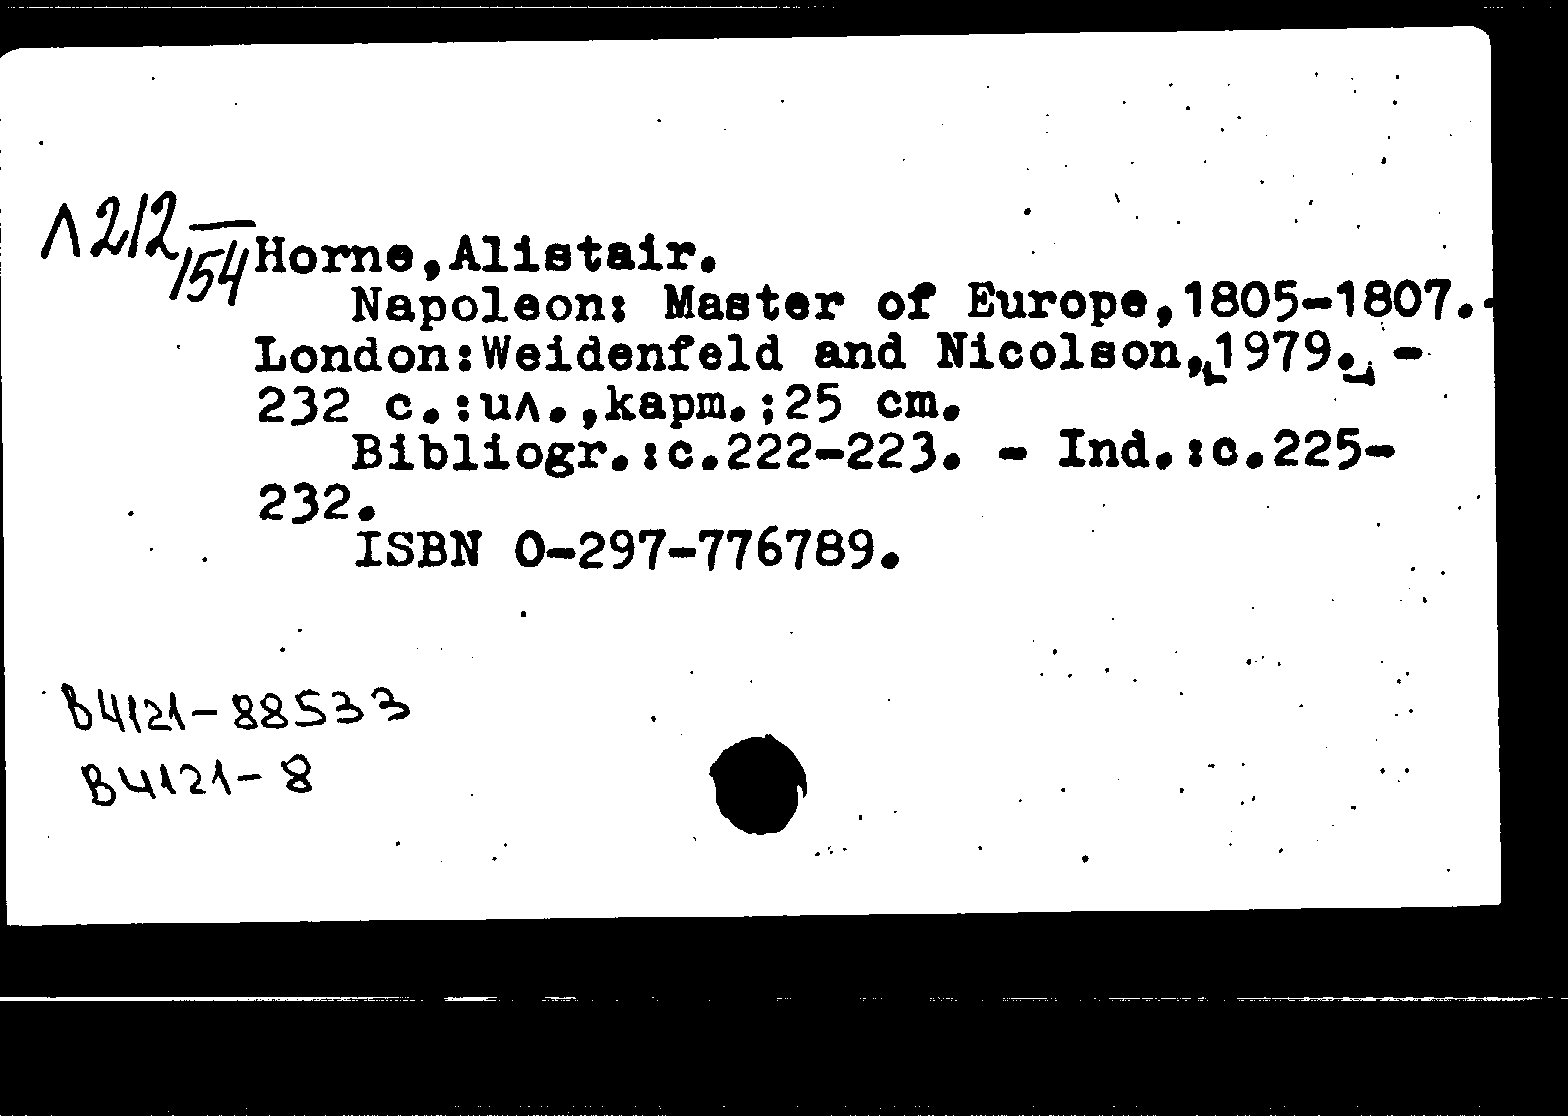 Л 212
154
Horne,Alistair.
Napoleon: Master of Europe,1805-1807.-
London:Weidenfeld and Nicolson,[1979.] -
232 c.:ил.,карт.;25 cm.
Bibliogr.:c.222-223. - Ind.:c.225-
232.
ISBN 0-297-776789.
В4121-88533
В4121-8